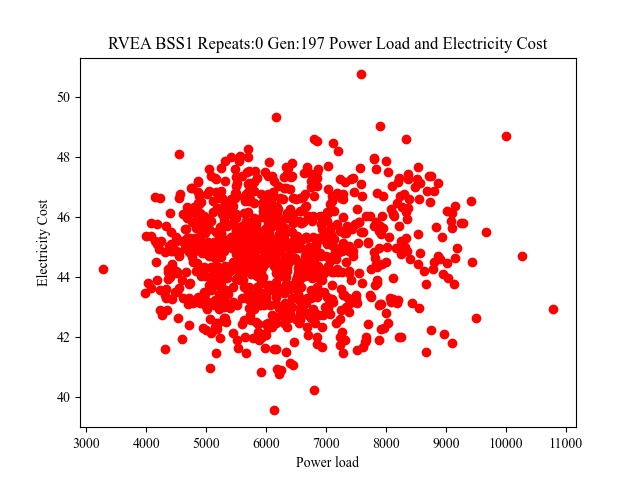 RVEA BSS1 Repeats:0 Gen:197 Power Load and Electricity Cost
Electricity Cost
50
48
46
44
42
40
3000 4000 5000 6000 7000 8000 9000 10000 11000
Power load